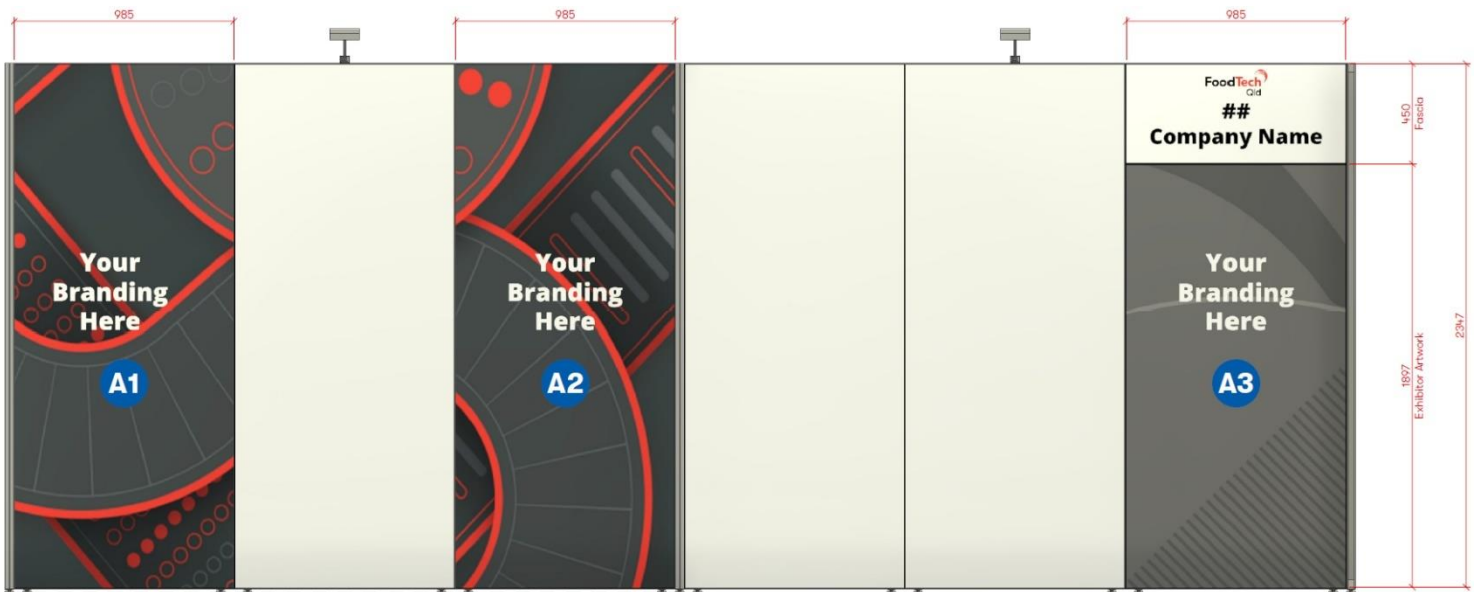 985
985
985
FoodTech
Qld
##
Company Name
450
Fascia
Your
Branding
Here
A1
Your
Branding
Here
A2
Your
Branding
Here
A3
1897
Exhibitor Artwork
2347